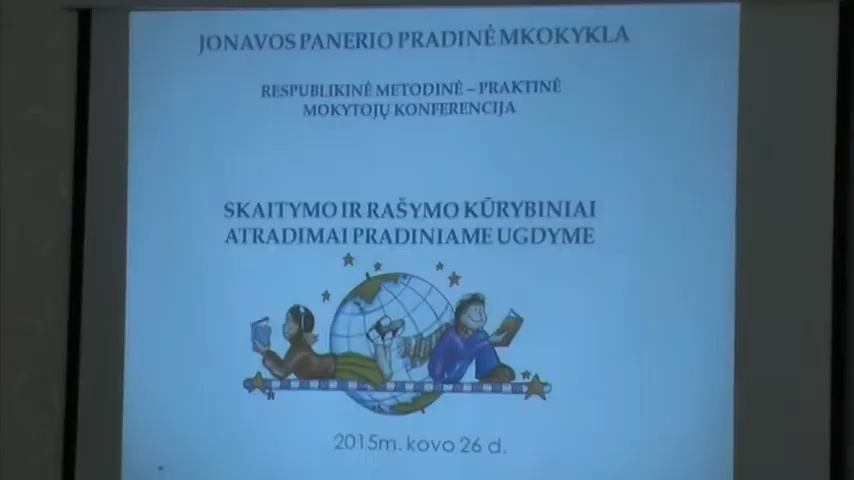 JONAVOS PANERIO PRADINĖ MKOKYKLA
RESPUBLIKINĖ METODINĖ – PRAKTINĖ
MOKYTOJŲ KONFERENCIJA
SKAITYMO IR RAŠYMO KŪRYBINIAI
ATRADIMAI PRADINIAME UGDYME
2015m. kovo 26 d.